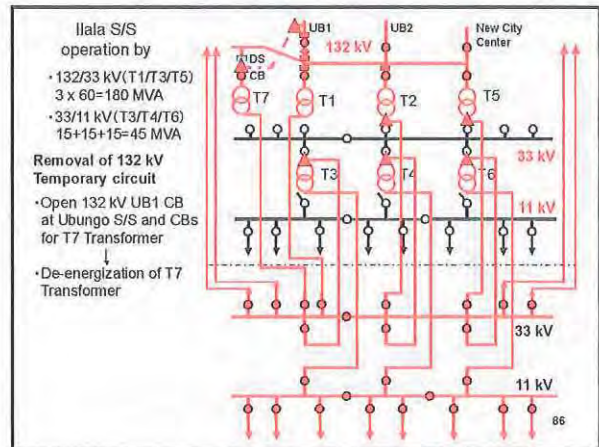 Ilala S/S
operation by
・132/33 kV(T1/T3/T5)
3 x 60=180 MVA
・33/11 kV(T3/T4/T6)
15+15+15=45 MVA
Removal of 132 kV
Temporary circuit
・Open 132 kV UB1 CB
at Ubungo S/S and CBs
for T7 Transformer
・De-energization of T7
Transformer
UB1
UB2
New City
Center
132 kV
DS
CB
T7
T1
T2
T5
33 kV
T3
T4
T6
11 kV
33 kV
11 kV
86